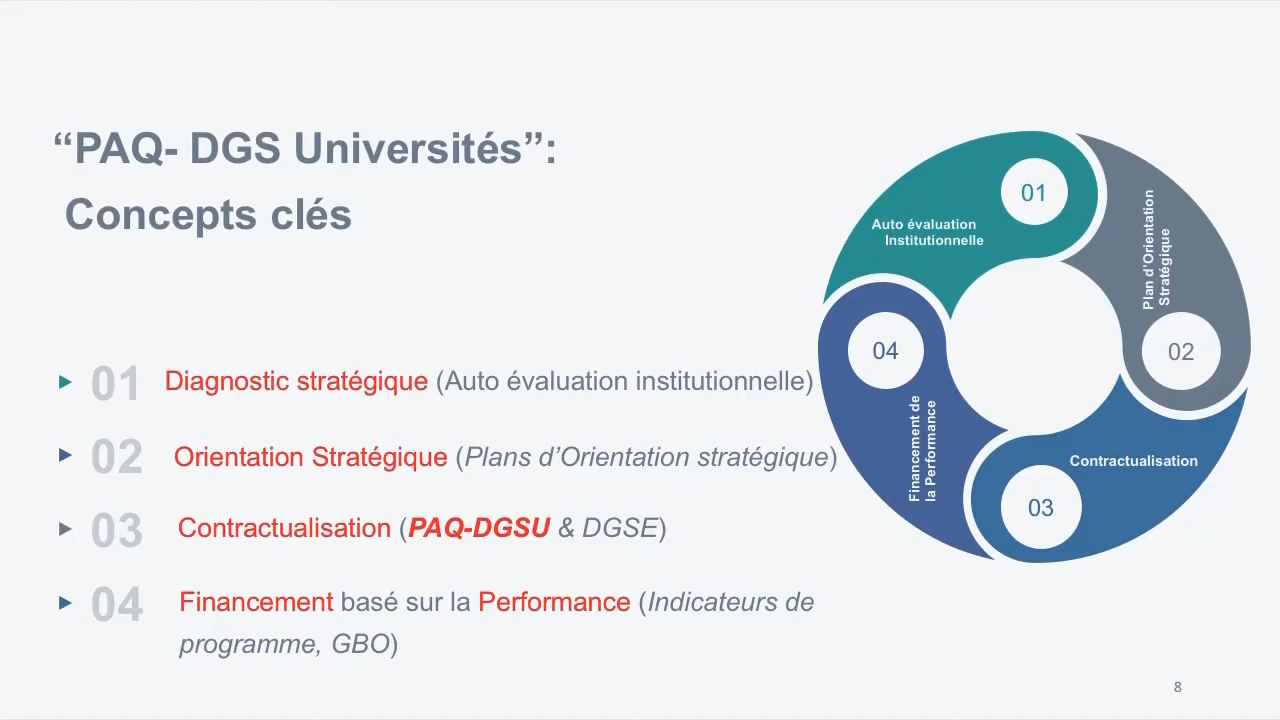 “PAQ- DGS Universités”:
Concepts clés
01 Diagnostic stratégique (Auto évaluation institutionnelle)
02 Orientation Stratégique (Plans d’Orientation stratégique)
03 Contractualisation (PAQ-DGSU & DGSE)
04 Financement basé sur la Performance (Indicateurs de
programme, GBO)
01
Auto évaluation
Institutionnelle
Plan d’Orientation
Stratégique
02
Contractualisation
03
04
Financement de
la Performance
8